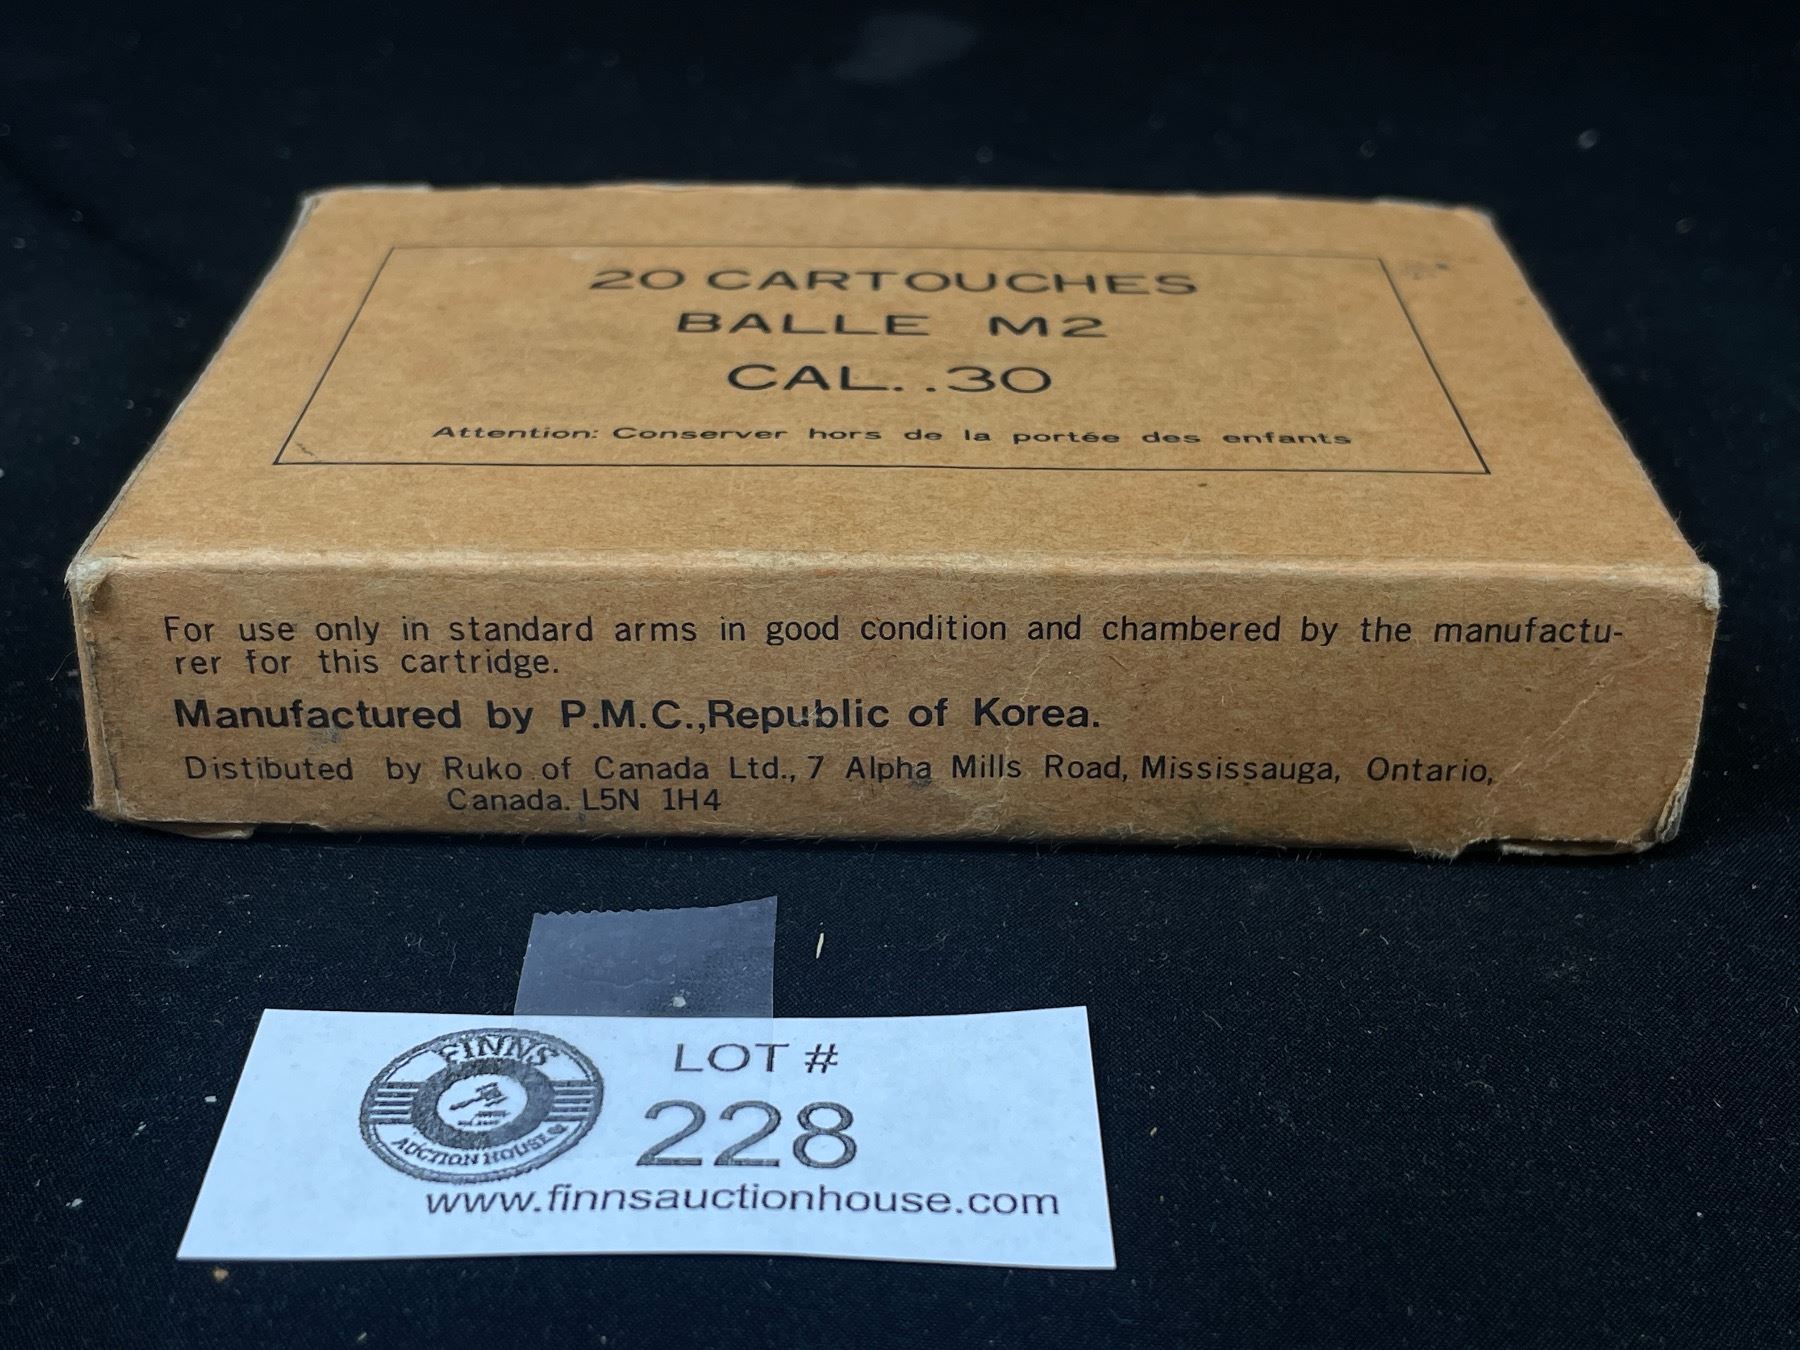 20 CARTOUCHES
BALLE M2
CAL. .30
Attention: Conserver hors de la portée des enfants
For use only in standard arms in good condition and chambered by the manufactu-
rer for this cartridge.
Manufactured by P.M.C.,Republic of Korea.
Distibuted by Ruko of Canada Ltd., 7 Alpha Mills Road, Mississauga, Ontario,
Canada. L5N 1H4
FINNS
AUCTION HOUSE
LOT #
228
www.finnsauctionhouse.com